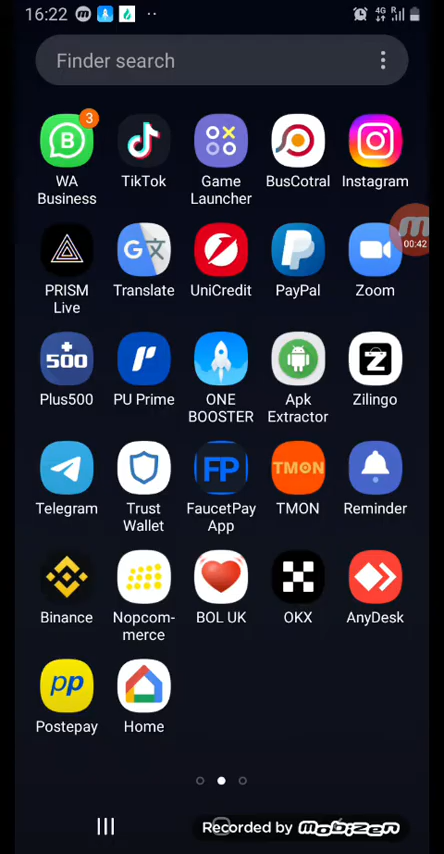 16:22
4G
R
Finder search
3
WA
Business
TikTok
Game
Launcher
BusCotral
Instagram
00:42
PRISM
Live
Translate
UniCredit
PayPal
Zoom
500
Plus500
PU Prime
ONE
BOOSTER
Apk
Extractor
Zilingo
Telegram
Trust
Wallet
FP
FaucetPay
App
TMON
TMON
Reminder
Binance
Nopcom-
merce
BOL UK
OKX
AnyDesk
pp
Postepay
Home
Recorded by Mobizen